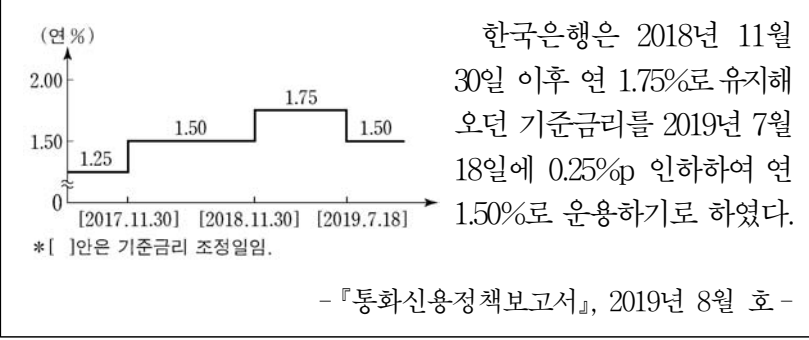 (연%)
2.00
1.75
1.50
1.50
1.50
1.25
0
[2017.11.30] [2018.11.30] [2019.7.18]
*[ ]안은 기준금리 조정일임.
한국은행은 2018년 11월
30일 이후 연 1.75%로 유지해
오던 기준금리를 2019년 7월
18일에 0.25%p 인하하여 연
1.50%로 운용하기로 하였다.
-『통화신용정책보고서』, 2019년 8월 호-